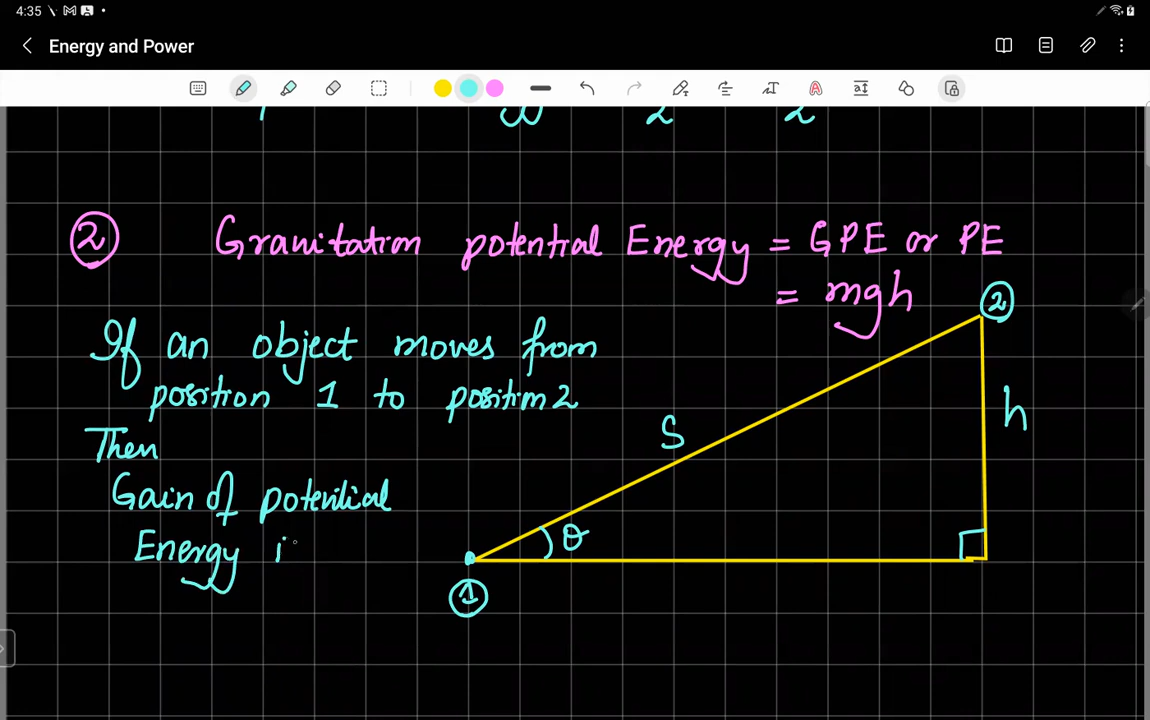 4:35
Energy and Power
2 Gravitation potential Energy = GPE or PE
= mgh
2
If an object moves from
position 1 to position 2
Then
Gain of potential
Energy i
S
h
θ
1